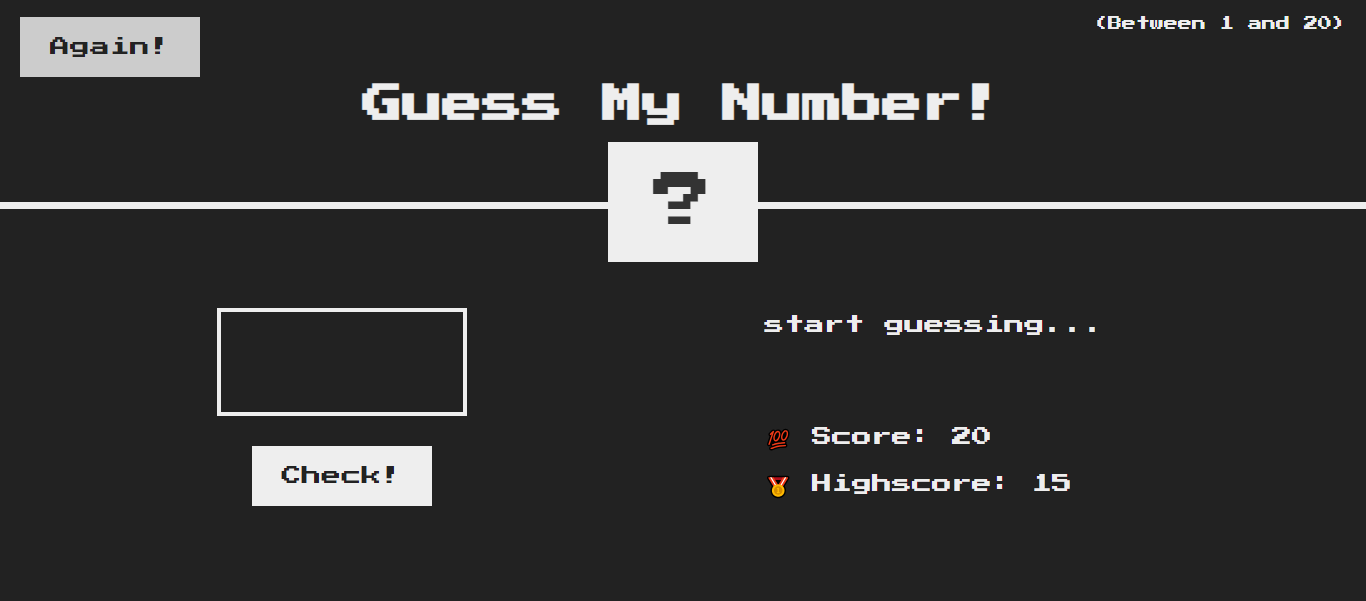 Again!
(Between 1 and 20)
Guess My Number!
?
start guessing...
💯 Score: 20
Check!
🥇 Highscore: 15